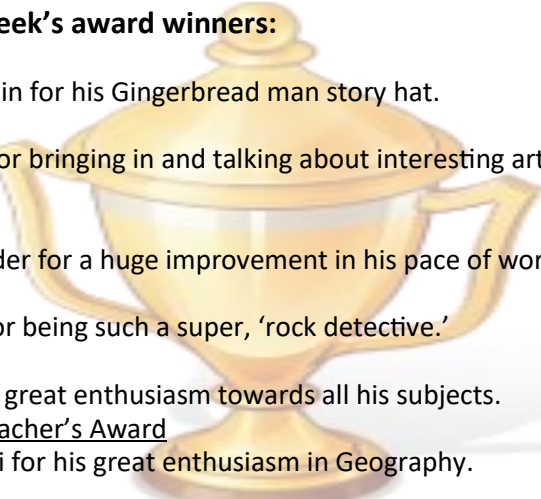 eek’s award winners:
in for his Gingerbread man story hat.
or bringing in and talking about interesting art
der for a huge improvement in his pace of wor
or being such a super, ‘rock detective.’
great enthusiasm towards all his subjects.
acher’s Award
i for his great enthusiasm in Geography.